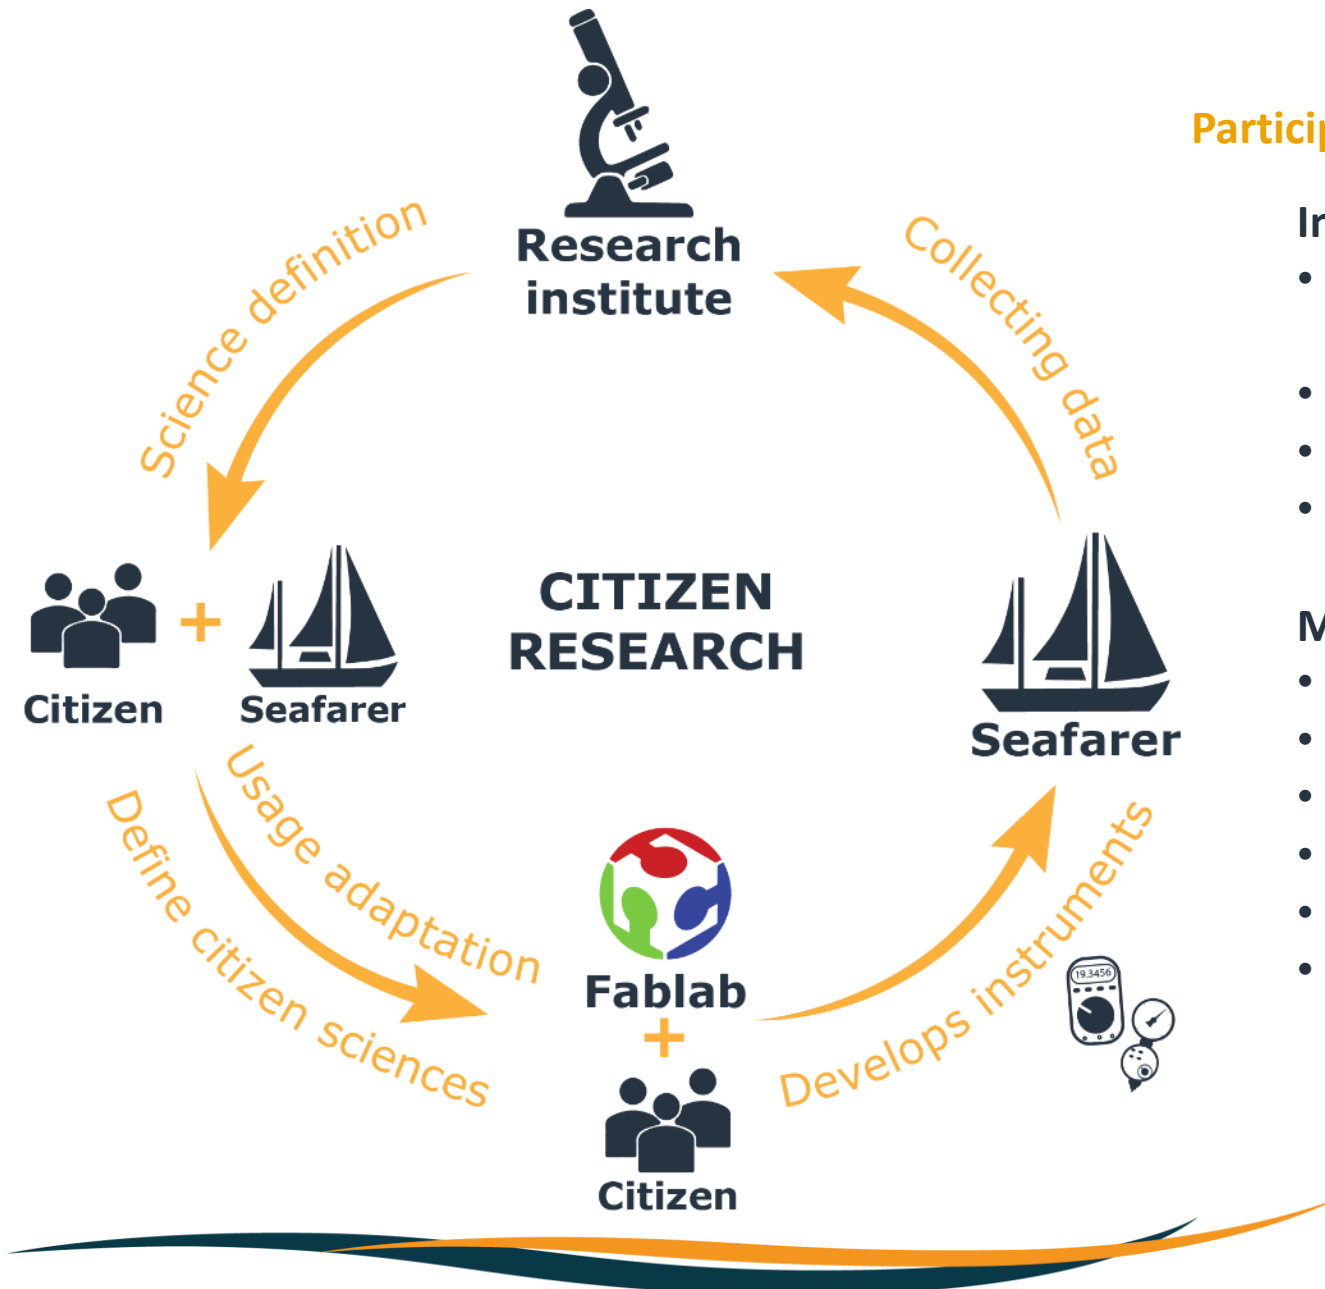 Research
institute
Science definition
Collecting data
CITIZEN
RESEARCH
Citizen
+
Seafarer
Seafarer
Usage adaptation
Define citizen sciences
Fablab
+
Citizen
Develops instruments
19.3456